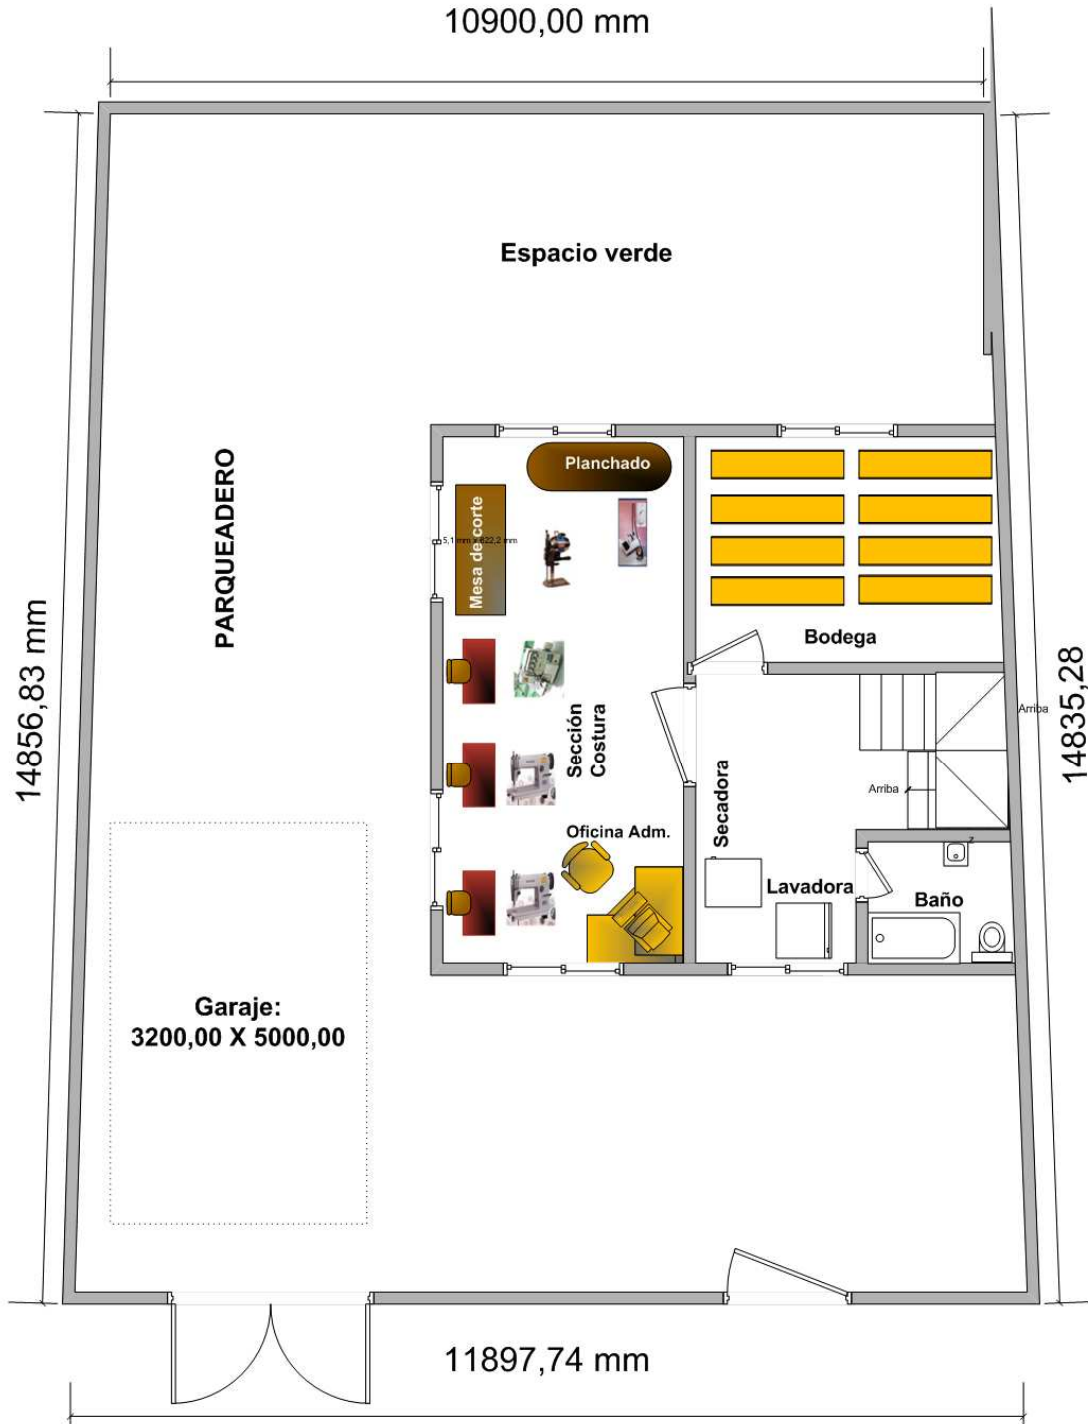 10900,00 mm
Espacio verde
PARQUEADERO
Planchado
Mesa de corte
Bodega
14856,83 mm
14835,28
Arriba
Sección
Costura
Secadora
Arriba
Oficina Adm.
Lavadora
Baño
z
Garaje:
3200,00 X 5000,00
11897,74 mm